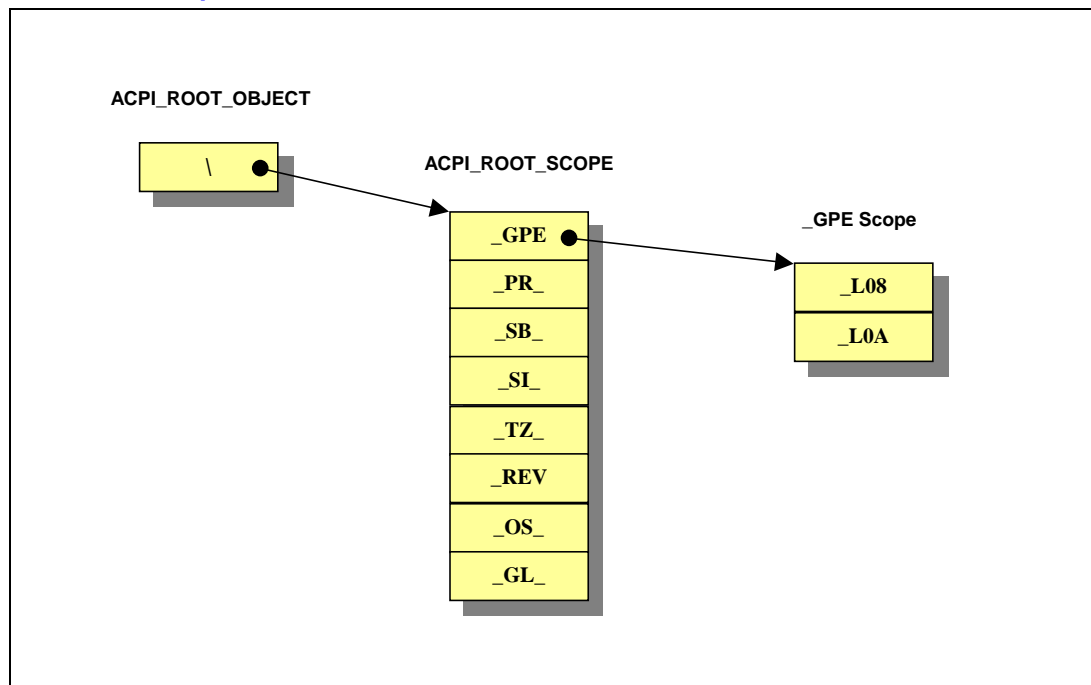 ACPI_ROOT_OBJECT
\
ACPI_ROOT_SCOPE
_GPE
_PR_
_SB_
_SI_
_TZ_
_REV
_OS_
_GL_
_GPE Scope
_L08
_L0A